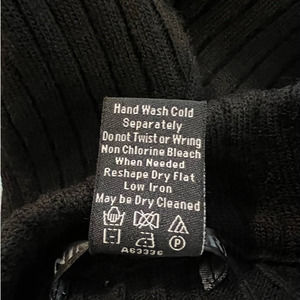 Hand Wash Cold
Separately
Do not Twist or Wring
Non Chlorine Bleach
When Needed
Reshape Dry Flat
Low Iron
May be Dry Cleaned
P
A63336